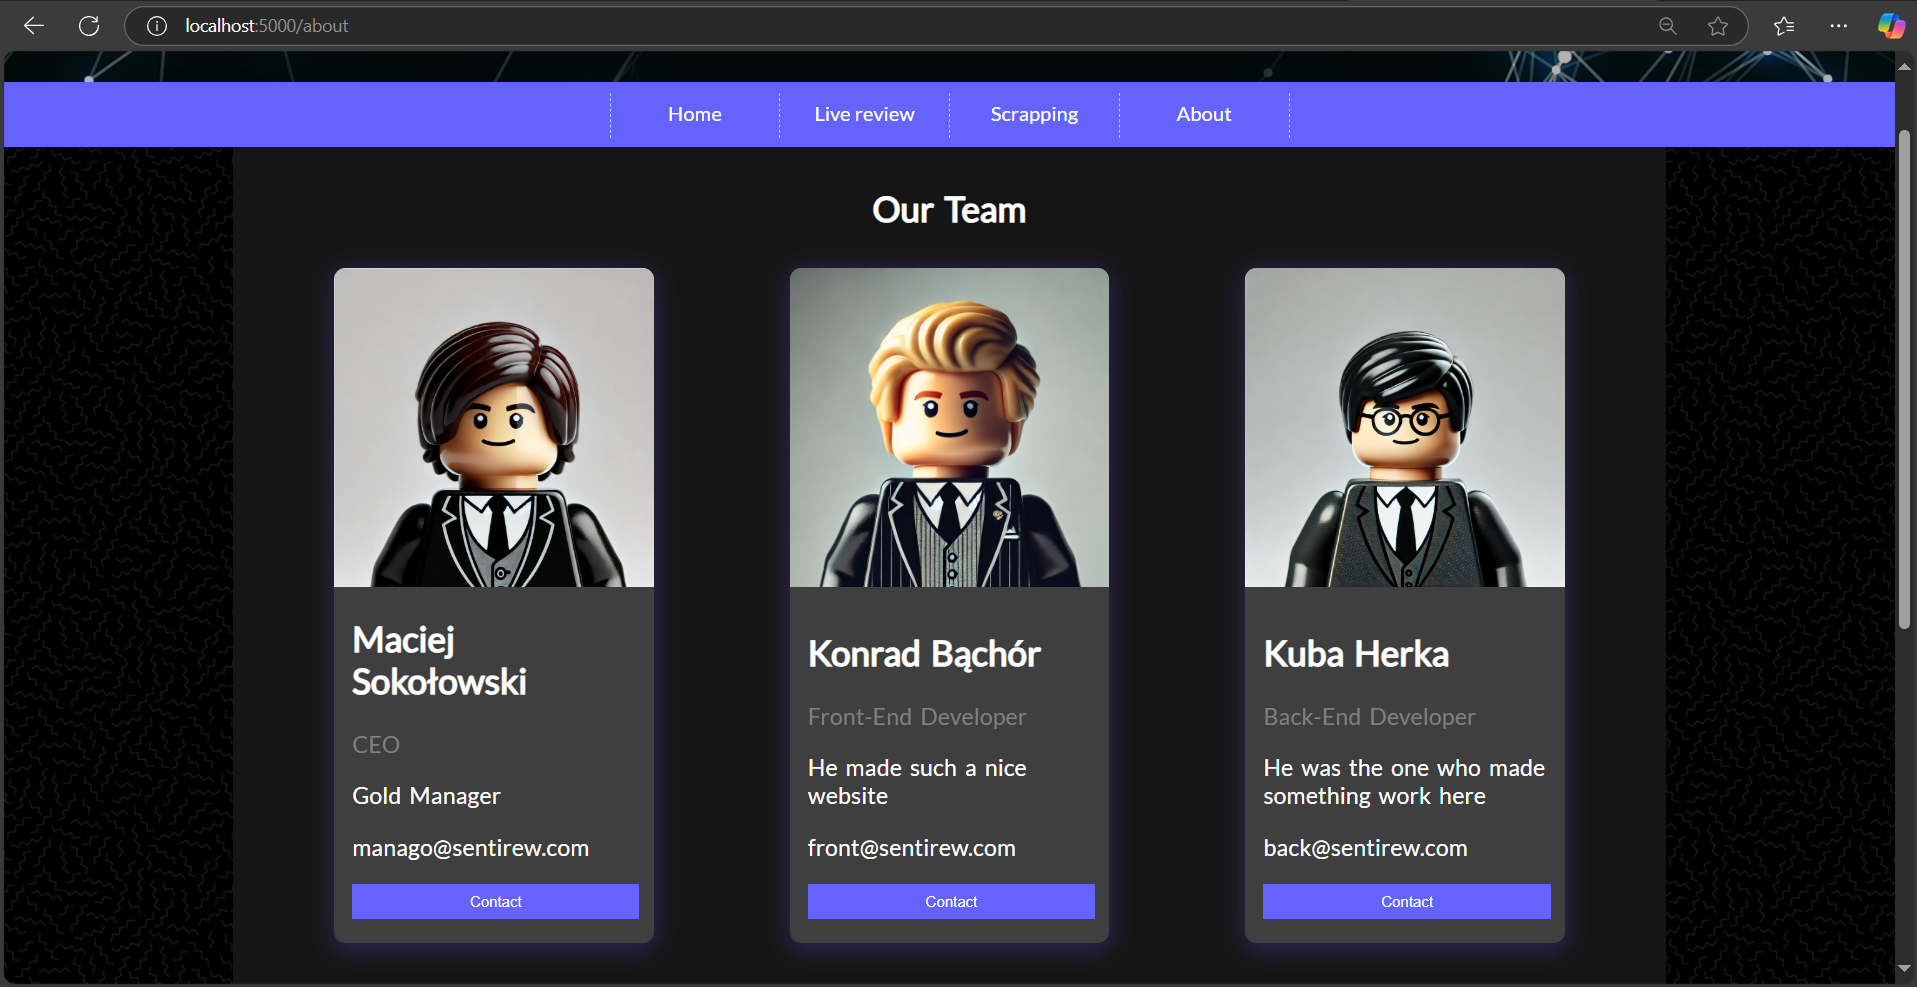 localhost:5000/about
Home Live review Scrapping About
Our Team
Maciej
Sokołowski
CEO
Gold Manager
manago@sentirew.com
Contact
Konrad Bąchór
Front-End Developer
He made such a nice
website
front@sentirew.com
Contact
Kuba Herka
Back-End Developer
He was the one who made
something work here
back@sentirew.com
Contact